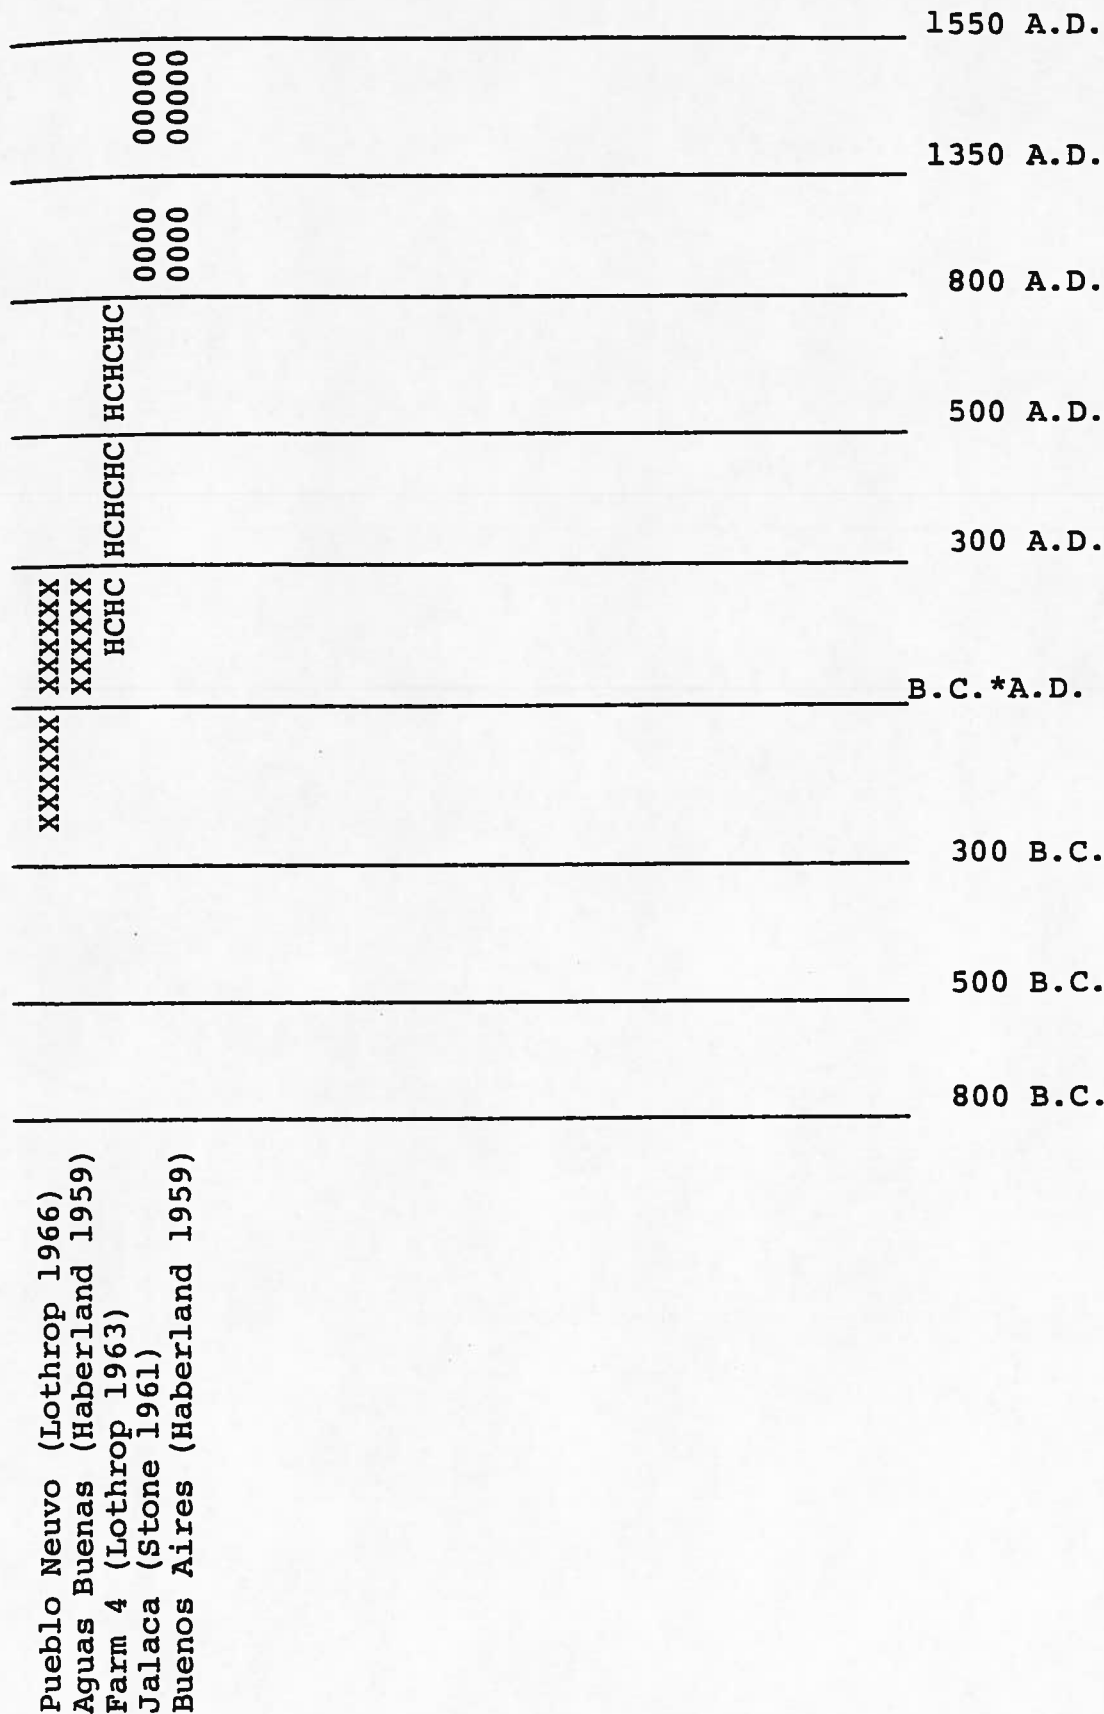 1550 A.D.
1350 A.D.
800 A.D.
500 A.D.
300 A.D.
B.C.*A.D.
300 B.C.
500 B.C.
800 B.C.
Pueblo Neuvo (Lothrop 1966) XXXXXX XXXXXX
Aguas Buenas (Haberland 1959) XXXXXX
Farm 4 (Lothrop 1963) HCHC HCHCHC HCHCHC
Jalaca (Stone 1961) 0000 00000
Buenos Aires (Haberland 1959) 0000 00000